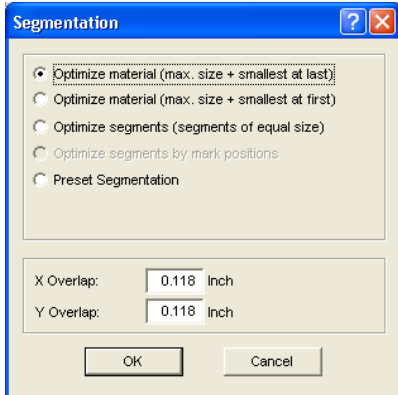 Segmentation
Optimize material (max. size + smallest at last)
Optimize material (max. size + smallest at first)
Optimize segments (segments of equal size)
Optimize segments by mark positions
Preset Segmentation
X Overlap: 0.118 Inch
Y Overlap: 0.118 Inch
OK Cancel